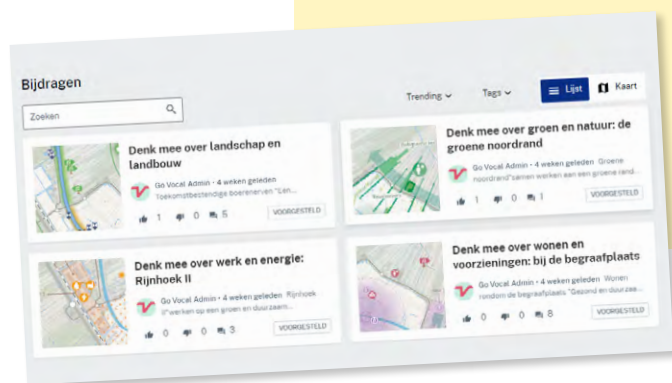 Bijdragen
Zoeken
Trending
Tags
Lijst
Kaart
Denk mee over landschap en
landbouw
Go Vocal Admin • 4 weken geleden
Toekomstbestendige boerenerven "Een...
1 0 5
VOORGESTELD
Denk mee over groen en natuur: de
groene noordrand
Go Vocal Admin • 4 weken geleden Groene
noordrand"samen werken aan een groene rand...
1 0 1
VOORGESTELD
Denk mee over werk en energie:
Rijnhoek II
Go Vocal Admin • 4 weken geleden Rijnhoek
II"werken op een groen en duurzaam...
0 0 3
VOORGESTELD
Denk mee over wonen en
voorzieningen: bij de begraafplaats
Go Vocal Admin • 4 weken geleden Wonen
rondom de begraafplaats "Gezond en duurzae...
0 0 8
VOORGESTELD